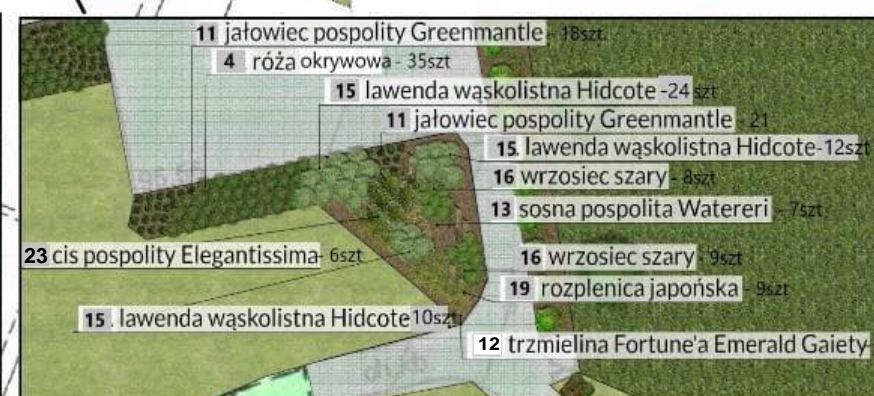 11 jałowiec pospolity Greenmantle - 18szt.
4 róża okrywowa - 35szt
15 lawenda wąskolistna Hidcote -24 szt
11 jałowiec pospolity Greenmantle - 21
15. lawenda wąskolistna Hidcote-12szt
16 wrzosiec szary - 8szt
13 sosna pospolita Watereri - 7szt
23 cis pospolity Elegantissima- 6szt
16 wrzosiec szary - 9szt
19 rozplenica japońska - 9szt
15. lawenda wąskolistna Hidcote 10szt
12 trzmielina Fortune'a Emerald Gaiety-